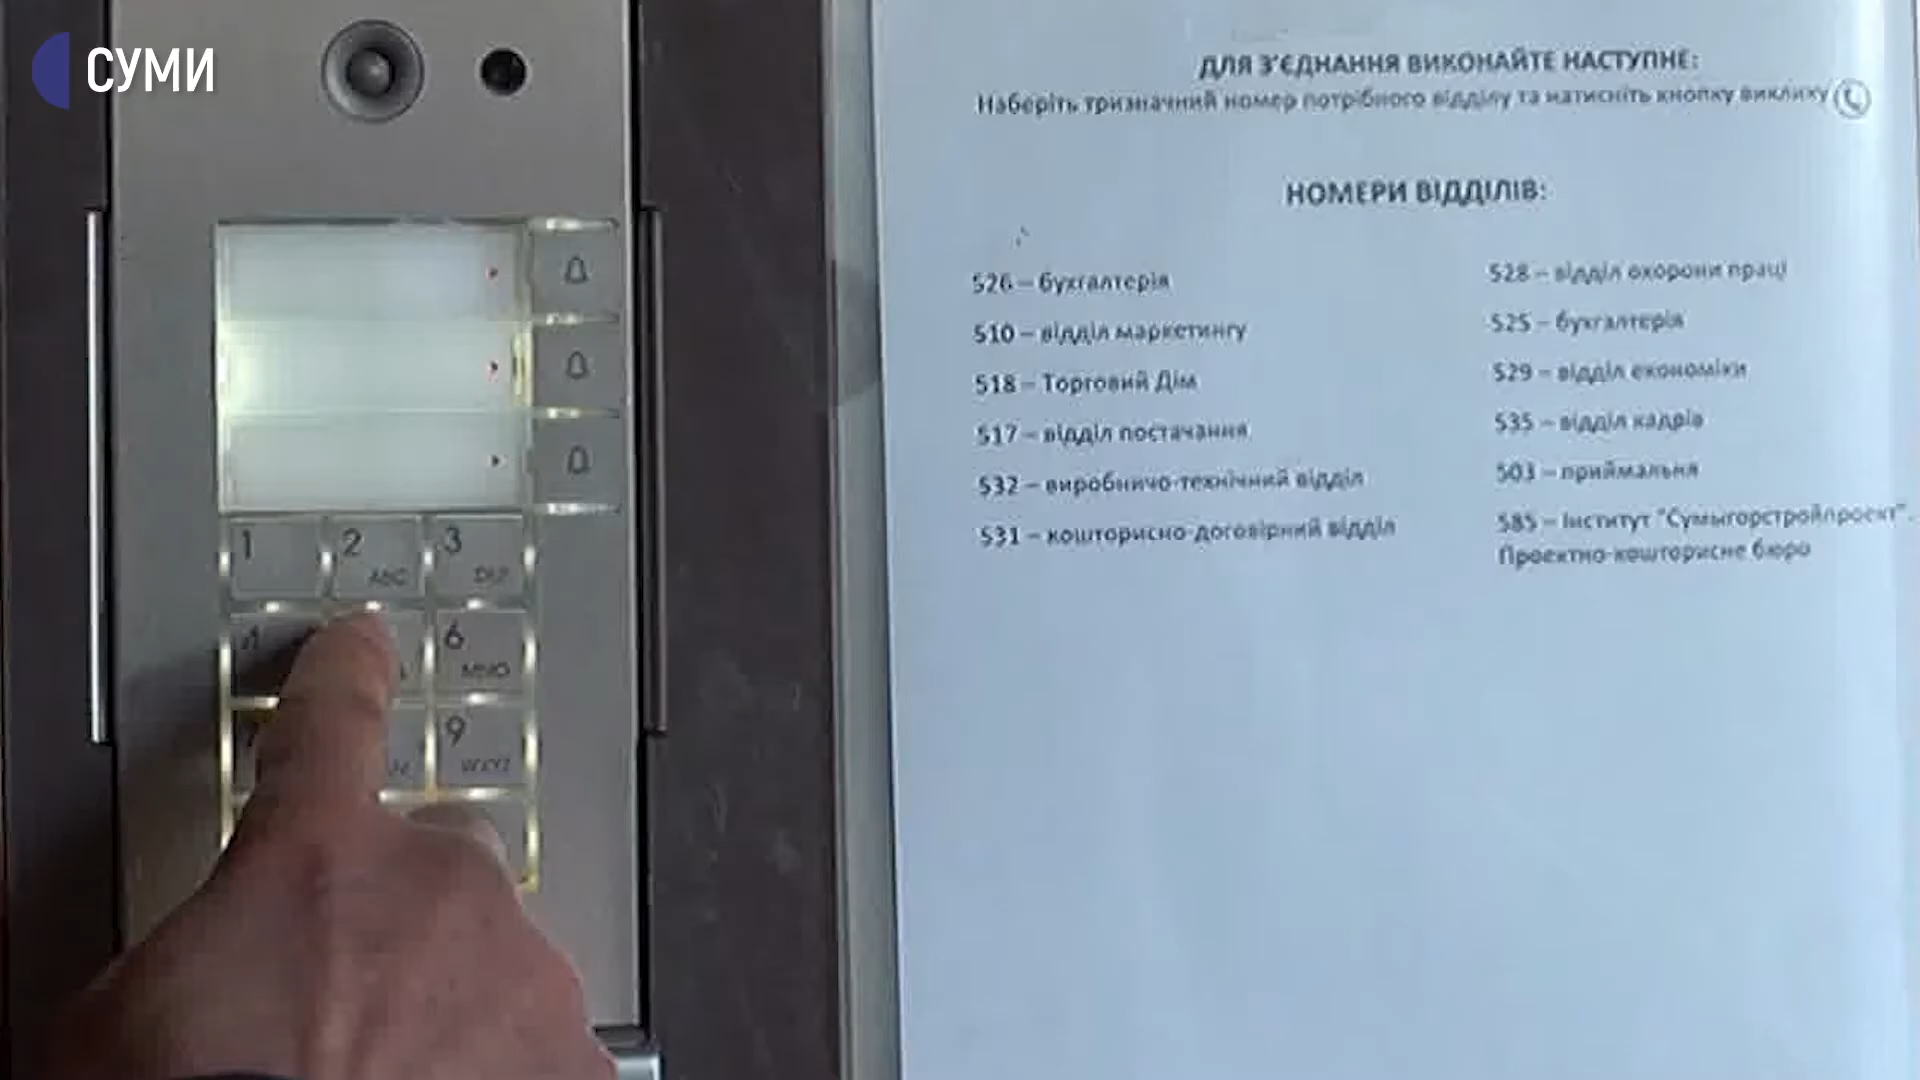 СУМИ
ДЛЯ З'ЄДНАННЯ ВИКОНАЙТЕ НАСТУПНЕ:
Наберіть тризначний номер потрібного відділу та натисніть кнопку виклику
НОМЕРИ ВІДДІЛІВ:
526 – бухгалтерія
510 – відділ маркетингу
518 – Торговий Дім
517 – відділ постачання
532 – виробничо-технічний відділ
531 – кошторисно-договірний відділ
528 – відділ охорони праці
525 – бухгалтерія
529 – відділ економіки
535 – відділ кадрів
503 – приймальня
585 – Інститут "Сумыгорстройпроект".
Проектно-кошторисне бюро
1
2 ABC
3 DEF
4
6 MNO
9 WXYZ